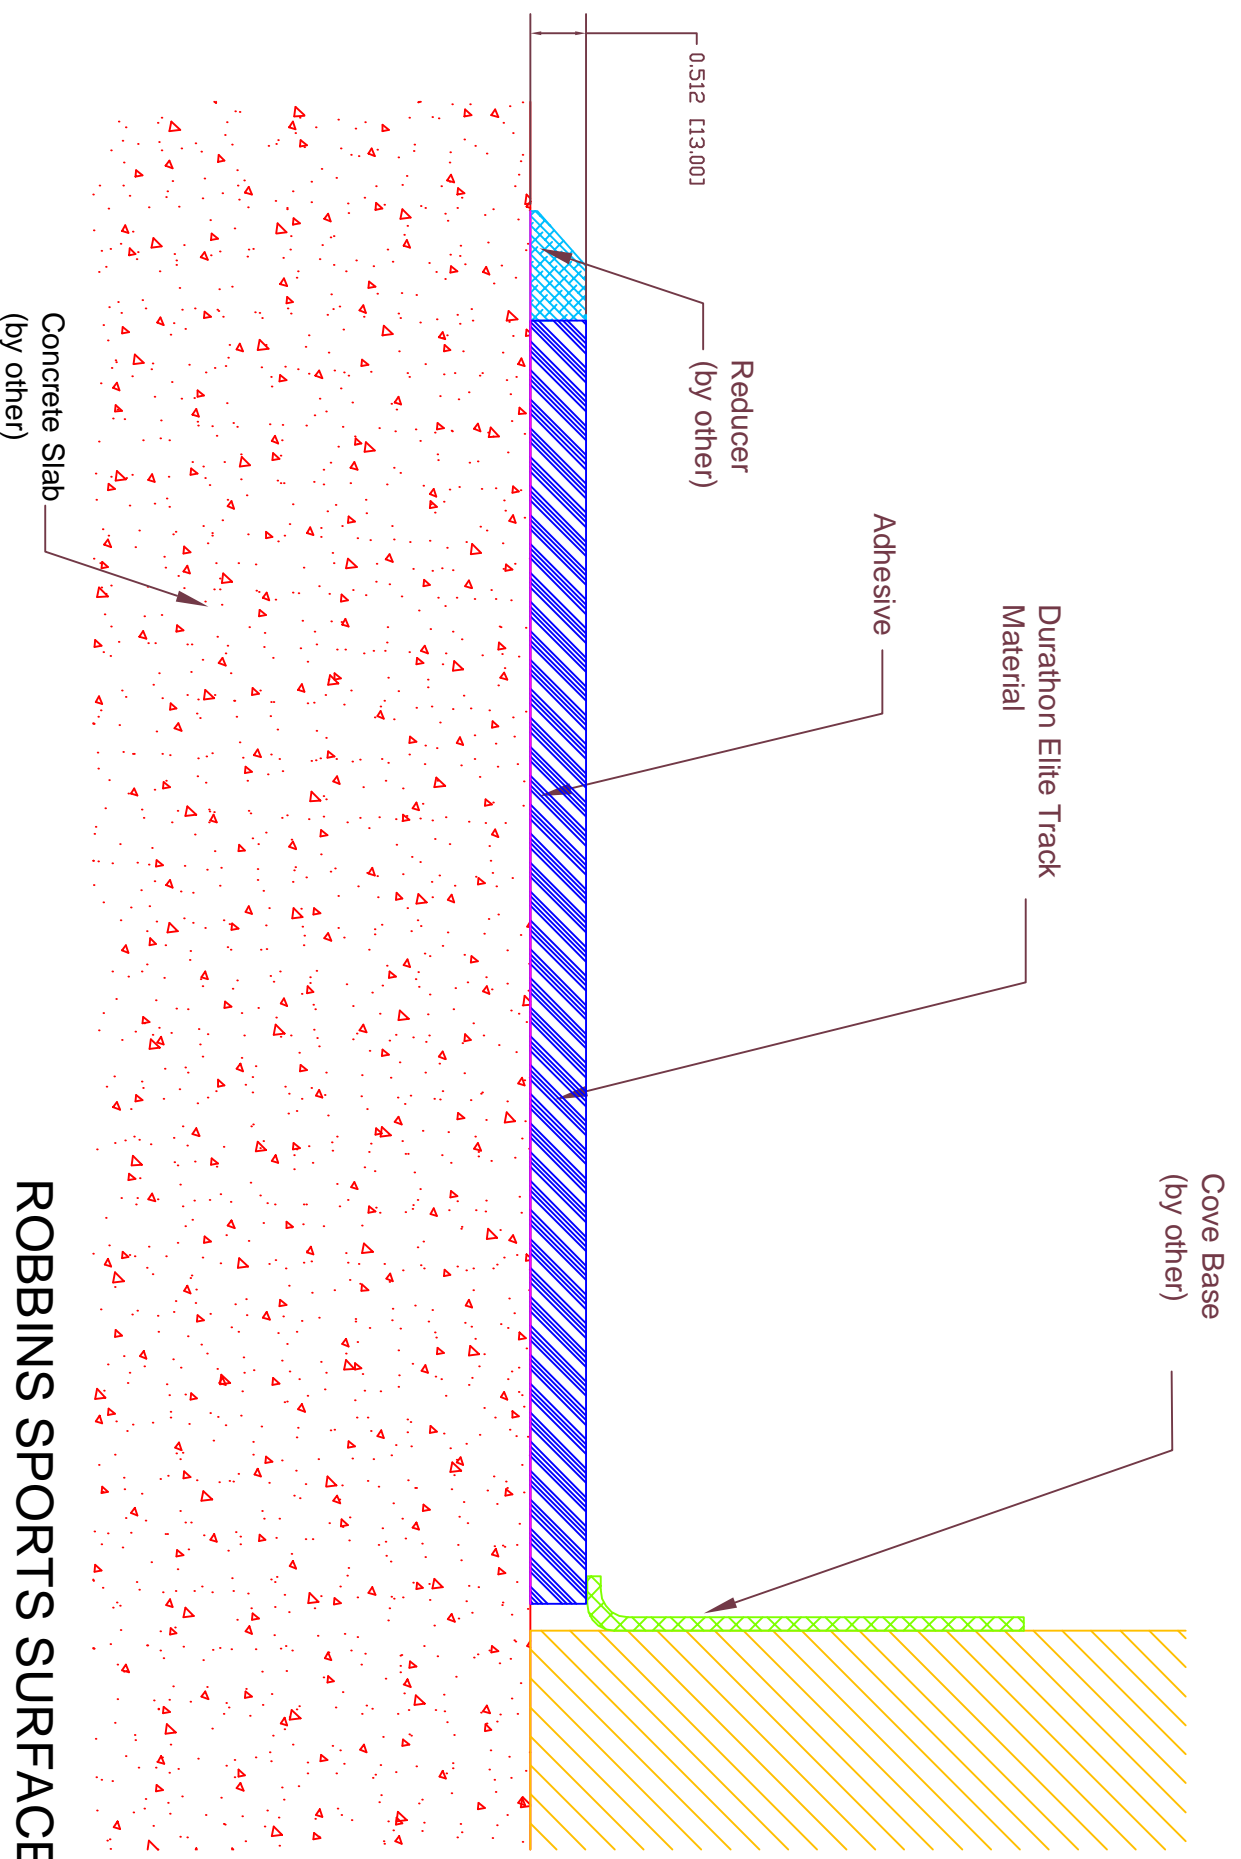 Cove Base
(by other)
Durathon Elite Track
Material
Adhesive
Reducer
(by other)
0.512 [13.00]
Concrete Slab
(by other)
ROBBINS SPORTS SURFACE